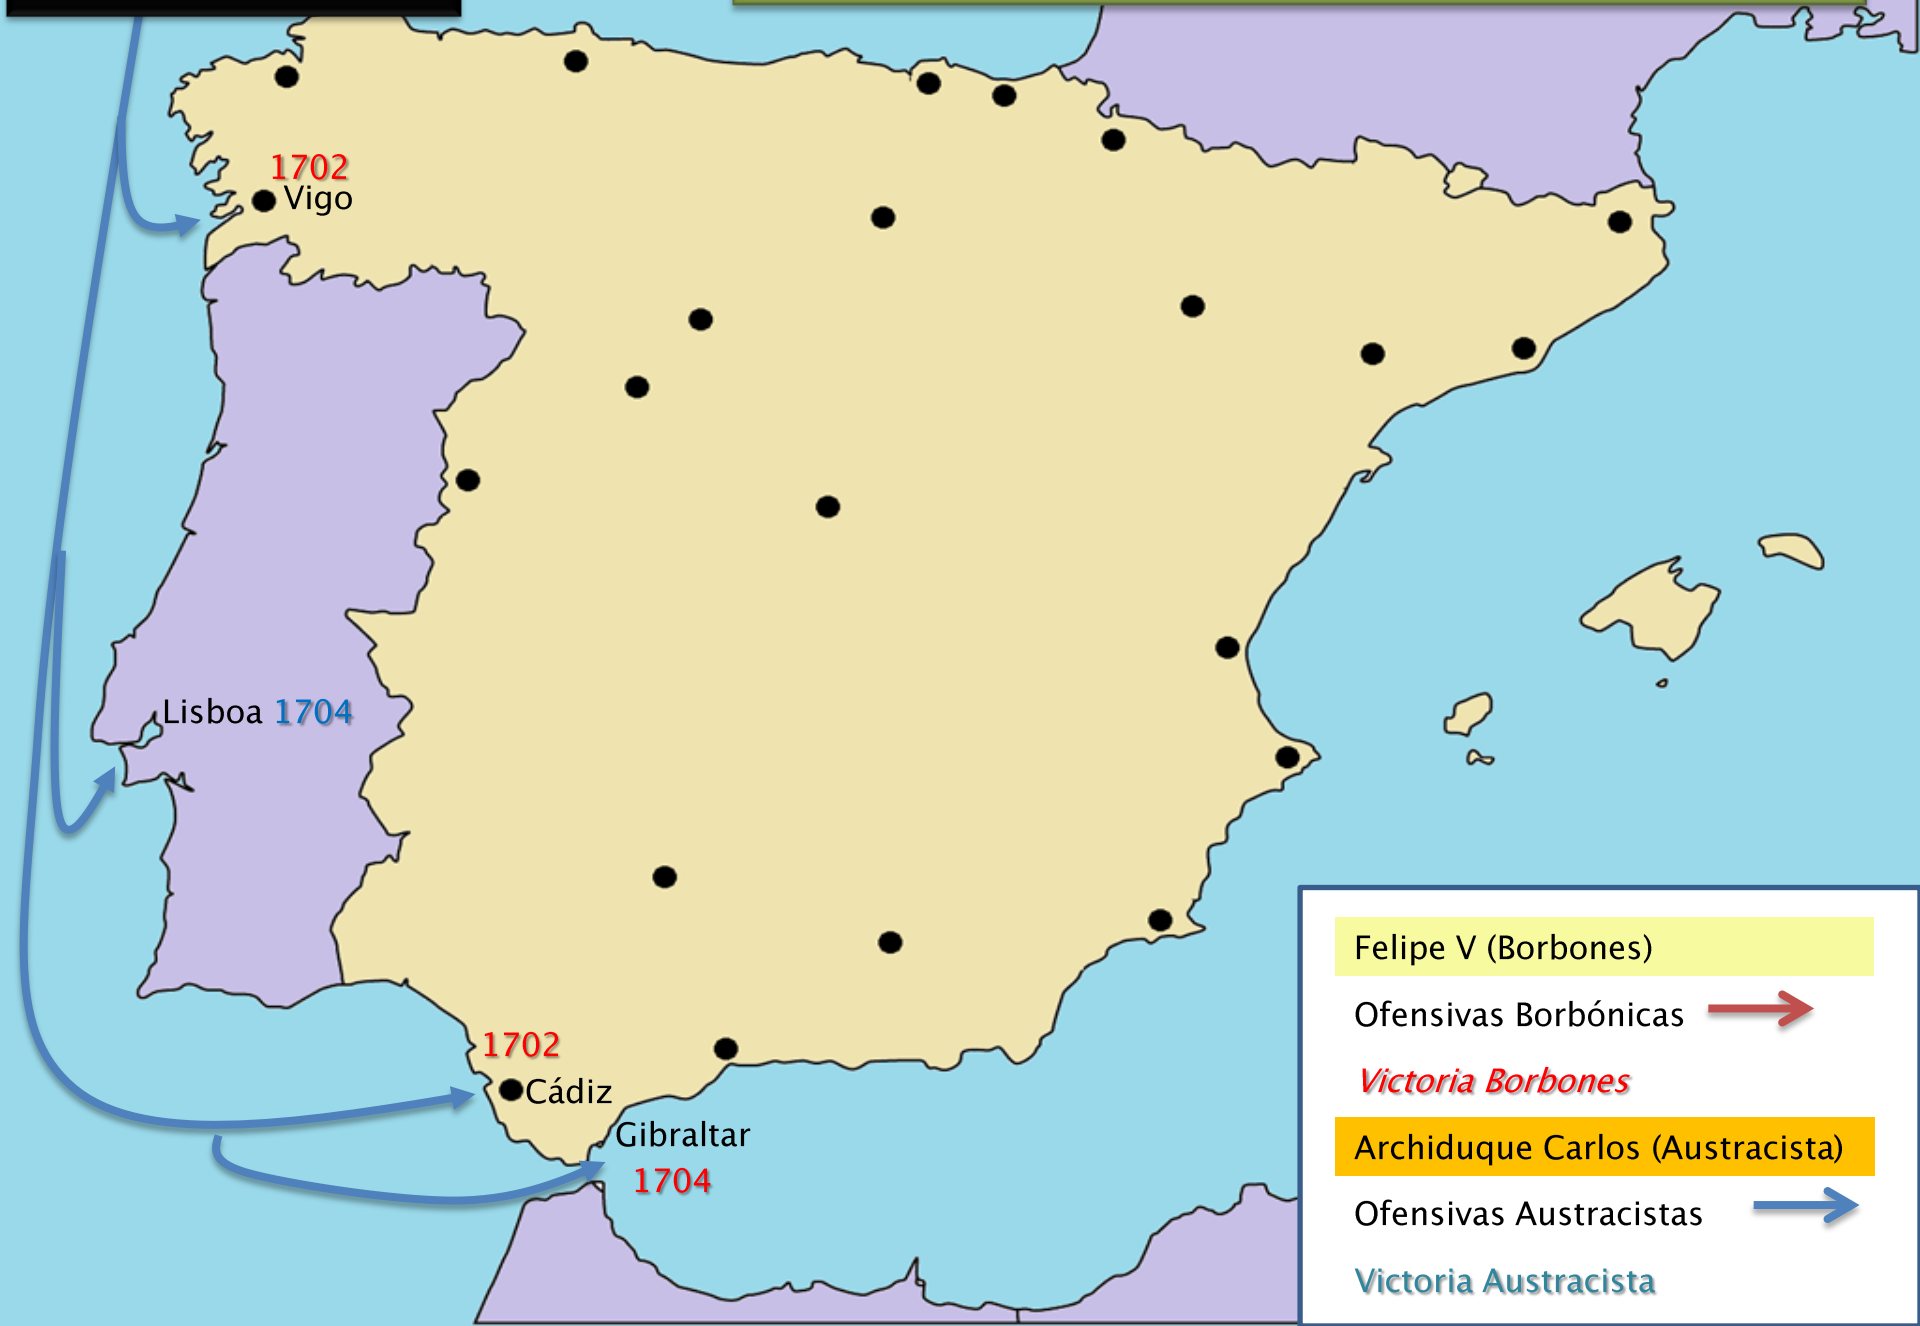 1702
Vigo
Lisboa 1704
1702
Cádiz
Gibraltar
1704
Felipe V (Borbones)
Ofensivas Borbónicas
Victoria Borbones
Archiduque Carlos (Austracista)
Ofensivas Austracistas
Victoria Austracista